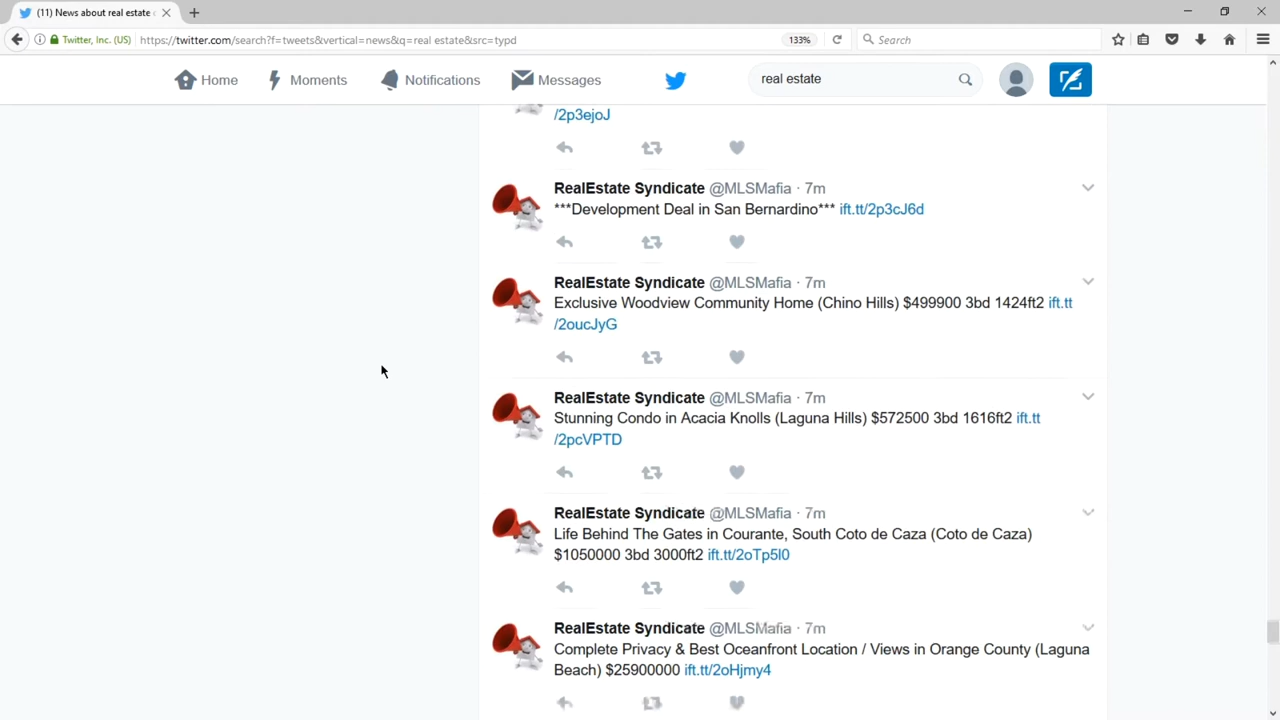 (11) News about real estate
Twitter, Inc. (US)
https://twitter.com/search?f=tweets&vertical=news&q=real estate&src=typd
133%
Search
Home
Moments
Notifications
Messages
real estate
/2p3ejoJ
RealEstate Syndicate @MLSMafia · 7m
***Development Deal in San Bernardino*** ift.tt/2p3cJ6d
RealEstate Syndicate @MLSMafia · 7m
Exclusive Woodview Community Home (Chino Hills) $499900 3bd 1424ft2 ift.tt
/2oucJyG
RealEstate Syndicate @MLSMafia · 7m
Stunning Condo in Acacia Knolls (Laguna Hills) $572500 3bd 1616ft2 ift.tt
/2pcVPTD
RealEstate Syndicate @MLSMafia · 7m
Life Behind The Gates in Courante, South Coto de Caza (Coto de Caza)
$1050000 3bd 3000ft2 ift.tt/2oTp5l0
RealEstate Syndicate @MLSMafia · 7m
Complete Privacy & Best Oceanfront Location / Views in Orange County (Laguna
Beach) $25900000 ift.tt/2oHjmy4